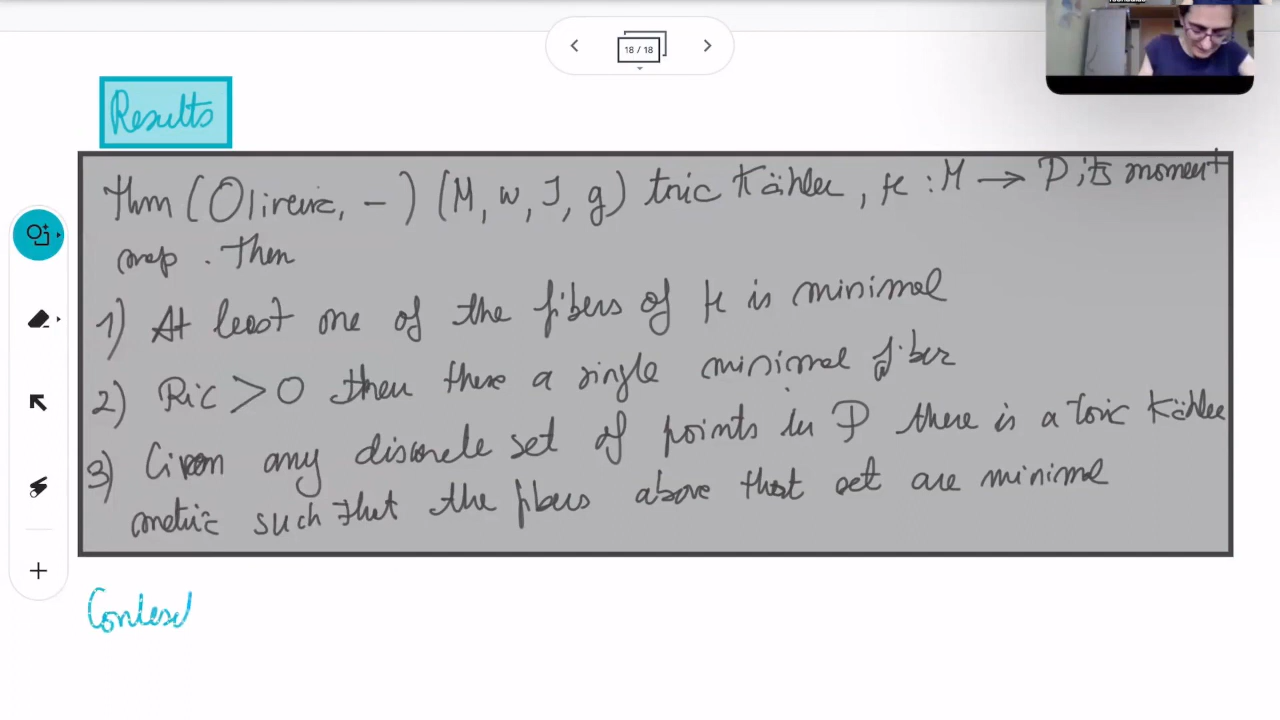 18 / 18
Results
Thm (Oliveira, –) (M, w, J, g) toric Kähler, μ : M → P its moment
map. Then
1) At least one of the fibers of μ is minimal
2) Ric > 0 then there a single minimal fiber
3) Given any discrete set of points in P there is a toric Kähler
metric such that the fibers above that set are minimal
Context